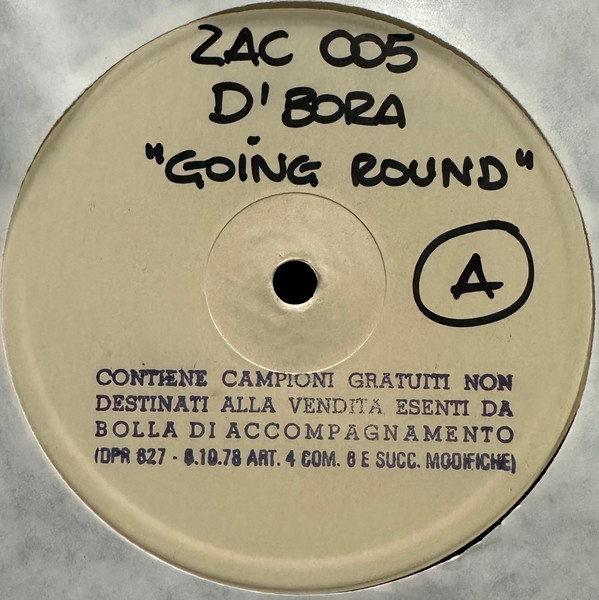 ZAC 005
D'BORA
"GOING ROUND"
A
CONTIENE CAMPIONI GRATUITI NON
DESTINATI ALLA VENDITA ESENTI DA
BOLLA DI ACCOMPAGNAMENTO
(DPR 627 - 6.10.78 ART. 4 COM. 6 E SUCC. MODIFICHE)